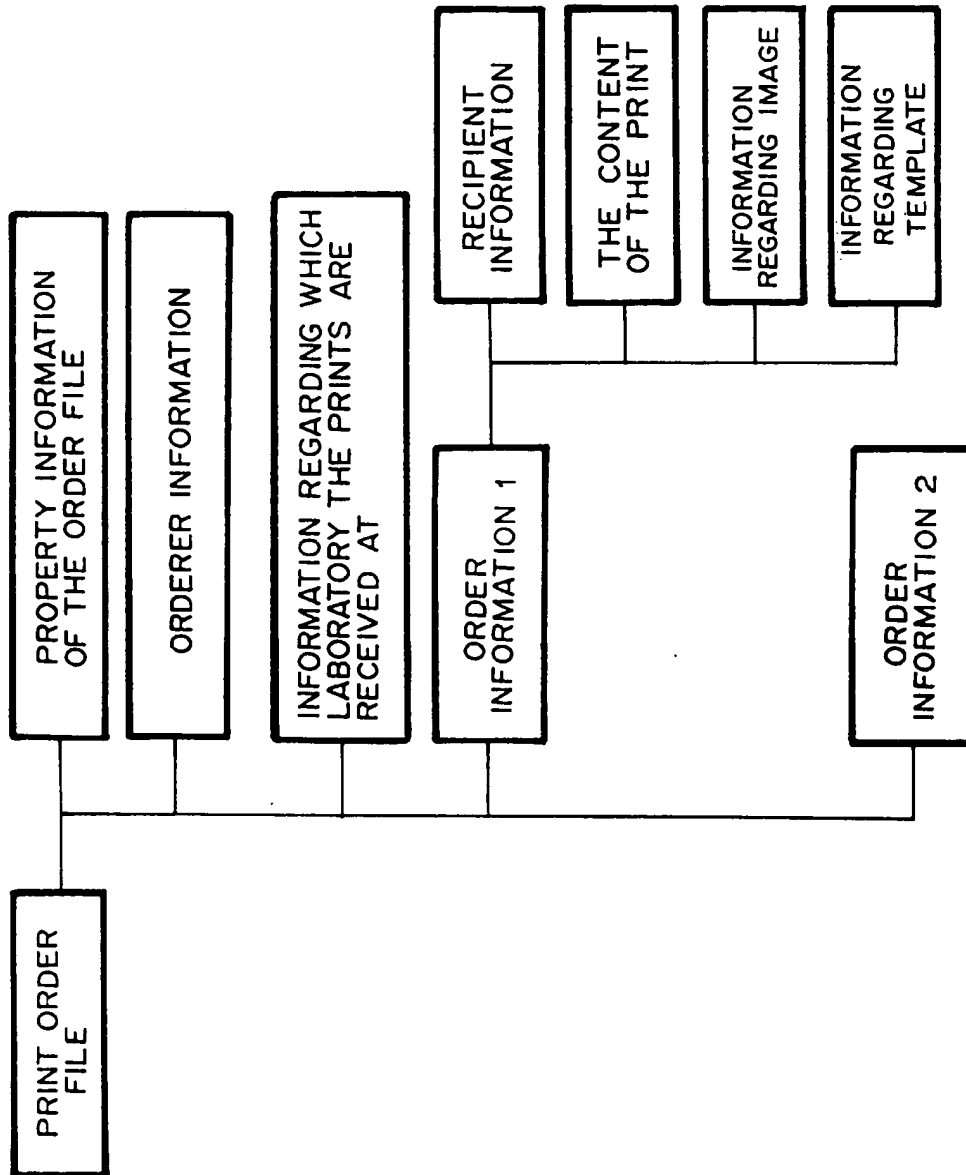 PRINT ORDER
FILE
PROPERTY INFORMATION
OF THE ORDER FILE
ORDERER INFORMATION
INFORMATION REGARDING WHICH
LABORATORY THE PRINTS ARE
RECEIVED AT
ORDER
INFORMATION 1
RECIPIENT
INFORMATION
THE CONTENT
OF THE PRINT
INFORMATION
REGARDING IMAGE
INFORMATION
REGARDING
TEMPLATE
ORDER
INFORMATION 2